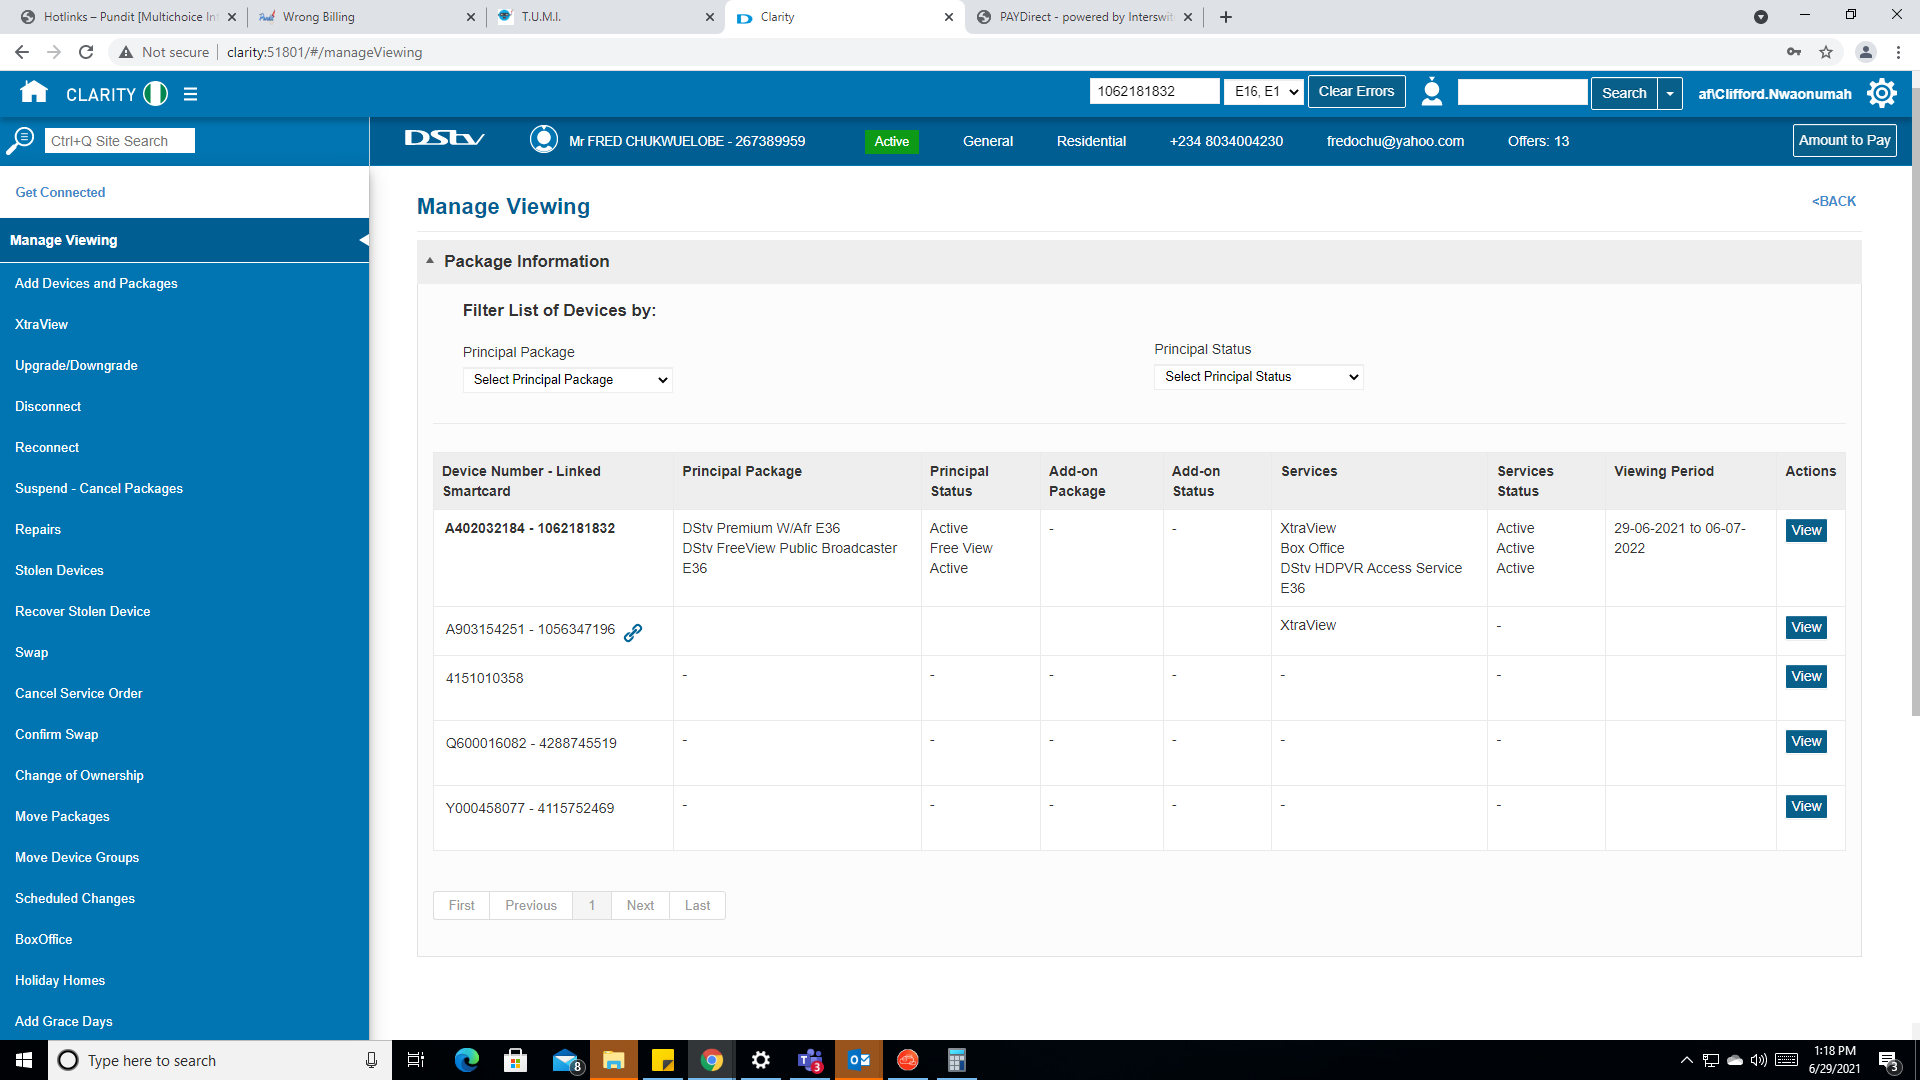 Hotlinks – Pundit [Multichoice Int
Wrong Billing
T.U.M.I.
Clarity
PAYDirect - powered by Interswit
Not secure
clarity:51801/#/manageViewing
CLARITY
1062181832
E16, E1
Clear Errors
Search
af\Clifford.Nwaonumah
Ctrl+Q Site Search
DStv
Mr FRED CHUKWUELOBE - 267389959
Active
General
Residential
+234 8034004230
fredochu@yahoo.com
Offers: 13
Amount to Pay
Get Connected
Manage Viewing
Add Devices and Packages
XtraView
Upgrade/Downgrade
Disconnect
Reconnect
Suspend - Cancel Packages
Repairs
Stolen Devices
Recover Stolen Device
Swap
Cancel Service Order
Confirm Swap
Change of Ownership
Move Packages
Move Device Groups
Scheduled Changes
BoxOffice
Holiday Homes
Add Grace Days
Manage Viewing
<BACK
Package Information
Filter List of Devices by:
Principal Package
Select Principal Package
Principal Status
Select Principal Status
Device Number - Linked
Smartcard
Principal Package
Principal
Status
Add-on
Package
Add-on
Status
Services
Services
Status
Viewing Period
Actions
A402032184 - 1062181832
DStv Premium W/Afr E36
DStv FreeView Public Broadcaster
E36
Active
Free View
Active
-
-
XtraView
Box Office
DStv HDPVR Access Service
E36
Active
Active
Active
29-06-2021 to 06-07-
2022
View
A903154251 - 1056347196
XtraView
-
View
4151010358
-
-
-
-
-
-
View
Q600016082 - 4288745519
-
-
-
-
-
-
View
Y000458077 - 4115752469
-
-
-
-
-
-
View
First
Previous
1
Next
Last
Type here to search
8
3
1:18 PM
6/29/2021
3